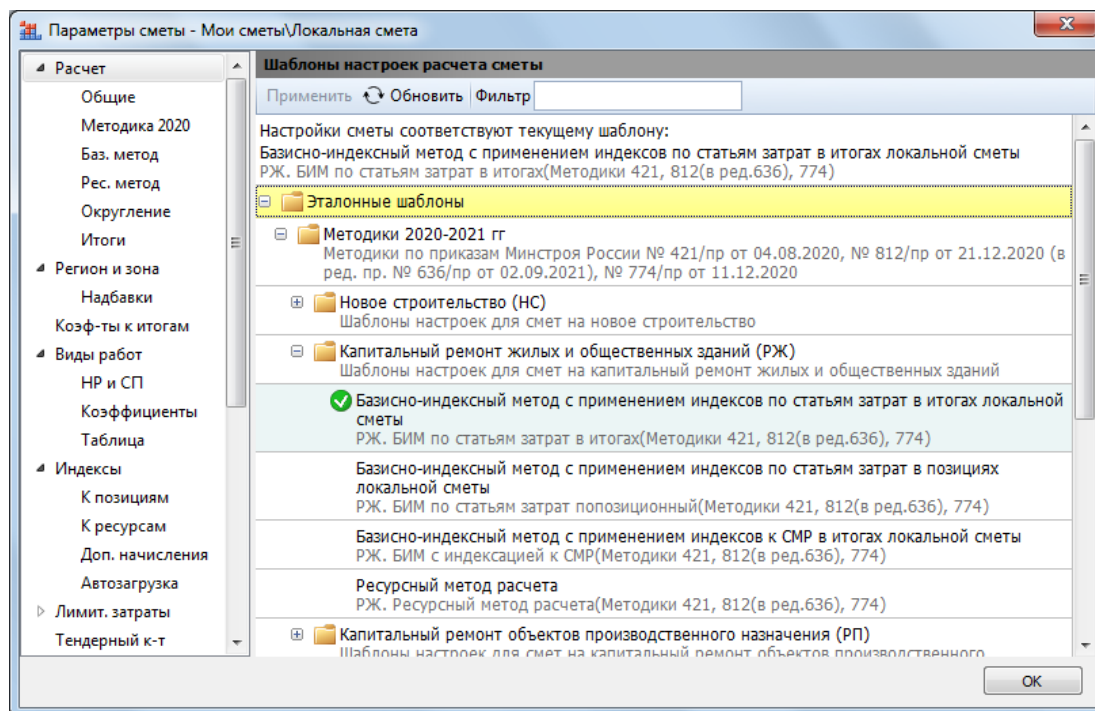 Параметры сметы - Мои сметы\Локальная смета
Расчет
Общие
Методика 2020
Баз. метод
Рес. метод
Округление
Итоги
Регион и зона
Надбавки
Коэф-ты к итогам
Виды работ
НР и СП
Коэффициенты
Таблица
Индексы
К позициям
К ресурсам
Доп. начисления
Автозагрузка
Лимит. затраты
Тендерный к-т
Шаблоны настроек расчета сметы
Применить Обновить Фильтр
Настройки сметы соответствуют текущему шаблону:
Базисно-индексный метод с применением индексов по статьям затрат в итогах локальной сметы
РЖ. БИМ по статьям затрат в итогах(Методики 421, 812(в ред.636), 774)
Эталонные шаблоны
Методики 2020-2021 гг
Методики по приказам Минстроя России № 421/пр от 04.08.2020, № 812/пр от 21.12.2020 (в
ред. пр. № 636/пр от 02.09.2021), № 774/пр от 11.12.2020
Новое строительство (НС)
Шаблоны настроек для смет на новое строительство
Капитальный ремонт жилых и общественных зданий (РЖ)
Шаблоны настроек для смет на капитальный ремонт жилых и общественных зданий
Базисно-индексный метод с применением индексов по статьям затрат в итогах локальной
сметы
РЖ. БИМ по статьям затрат в итогах(Методики 421, 812(в ред.636), 774)
Базисно-индексный метод с применением индексов по статьям затрат в позициях
локальной сметы
РЖ. БИМ по статьям затрат попозиционный(Методики 421, 812(в ред.636), 774)
Базисно-индексный метод с применением индексов к СМР в итогах локальной сметы
РЖ. БИМ с индексацией к СМР(Методики 421, 812(в ред.636), 774)
Ресурсный метод расчета
РЖ. Ресурсный метод расчета(Методики 421, 812(в ред.636), 774)
Капитальный ремонт объектов производственного назначения (РП)
Шаблоны настроек для смет на капитальный ремонт объектов производственного
ОК